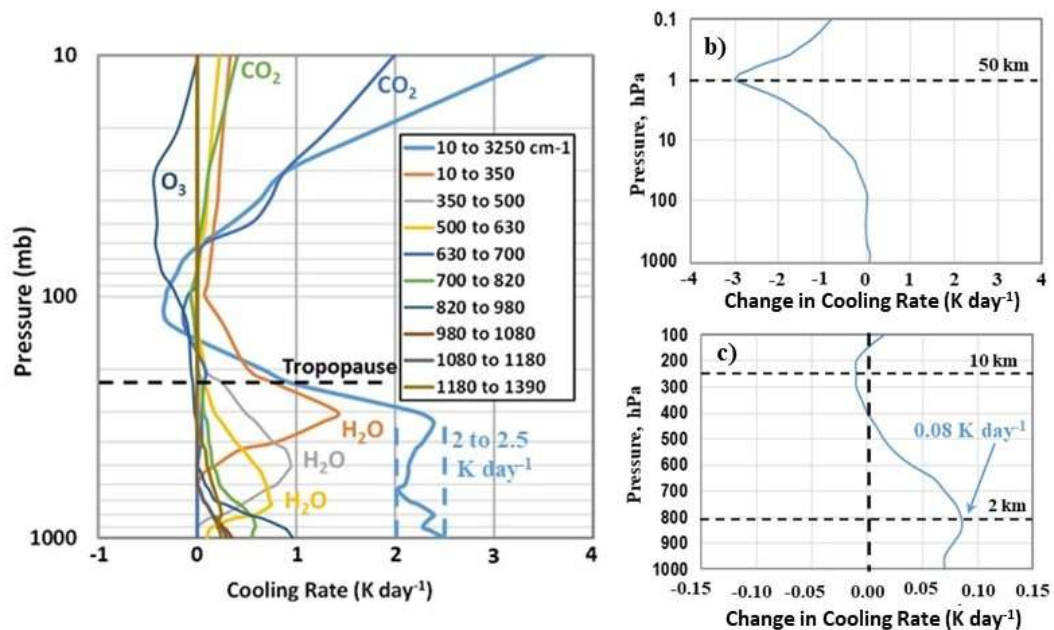 10
100
1000
Pressure (mb)
-1
0
1
2
3
4
Cooling Rate (K day⁻¹)
CO₂
CO₂
O₃
Tropopause
H₂O
H₂O
H₂O
2 to 2.5
K day⁻¹
10 to 3250 cm-1
10 to 350
350 to 500
500 to 630
630 to 700
700 to 820
820 to 980
980 to 1080
1080 to 1180
1180 to 1390
b)
0.1
1
10
100
1000
Pressure, hPa
50 km
-4
-3
-2
-1
0
1
2
3
4
Change in Cooling Rate (K day⁻¹)
c)
100
200
300
400
500
600
700
800
900
1000
Pressure, hPa
10 km
0.08 K day⁻¹
2 km
-0.15
-0.10
-0.05
0.00
0.05
0.10
0.15
Change in Cooling Rate (K day⁻¹)